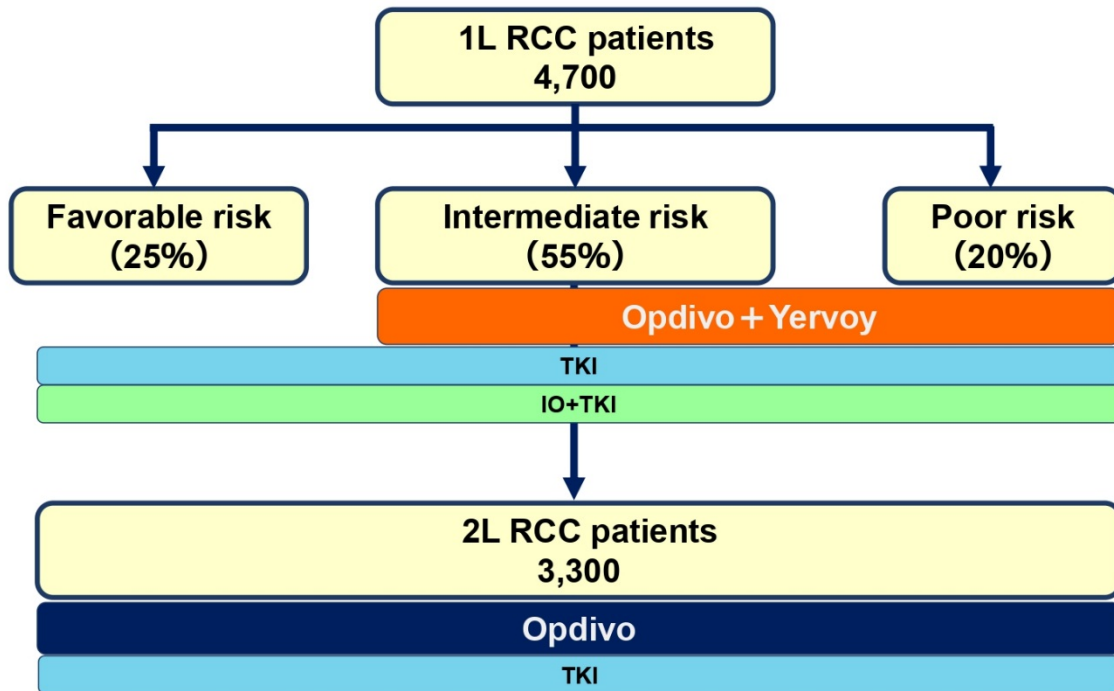 1L RCC patients
4,700
Favorable risk
(25%)
Intermediate risk
(55%)
Poor risk
(20%)
Opdivo+Yervoy
TKI
IO+TKI
2L RCC patients
3,300
Opdivo
TKI